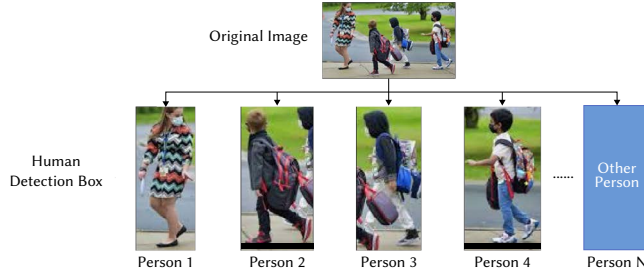 Original Image
Human
Detection Box
Other
Person
......
Person 1
Person 2
Person 3
Person 4
Person N